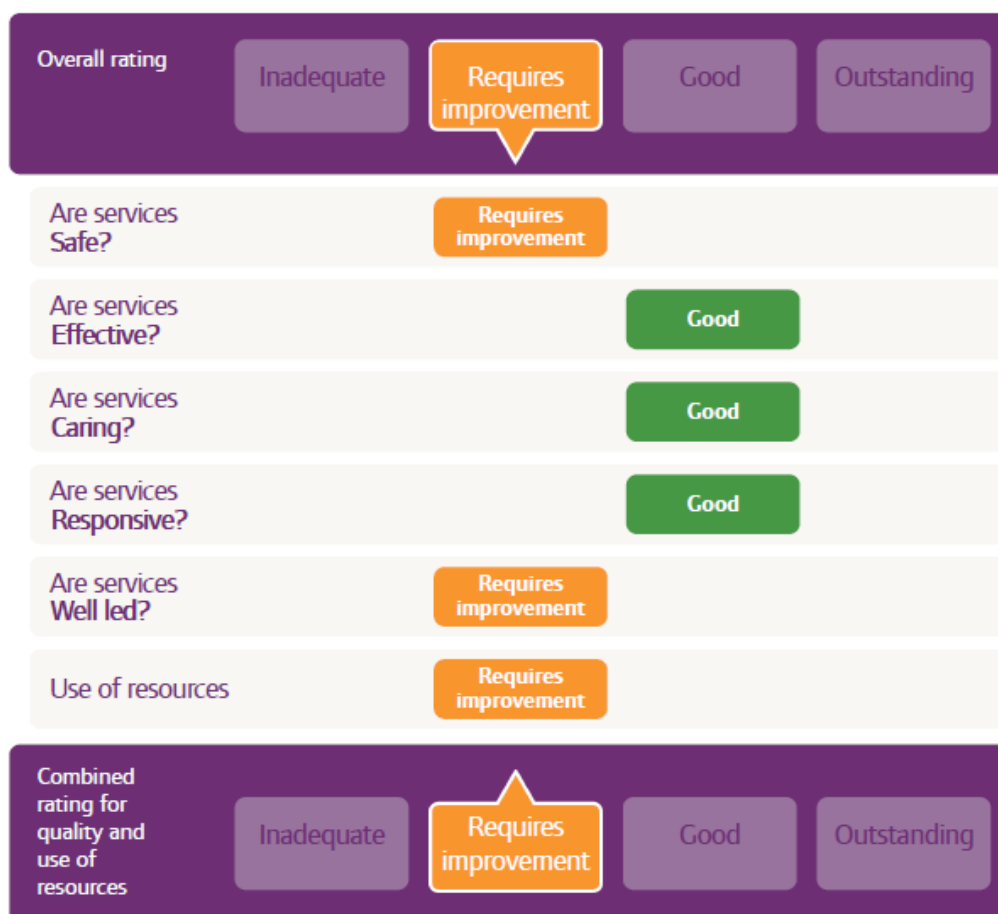 Overall rating
Inadequate
Requires
improvement
Good
Outstanding
Are services
Safe?
Requires
improvement
Are services
Effective?
Good
Are services
Caring?
Good
Are services
Responsive?
Good
Are services
Well led?
Requires
improvement
Use of resources
Requires
improvement
Combined
rating for
quality and
use of
resources
Inadequate
Requires
improvement
Good
Outstanding